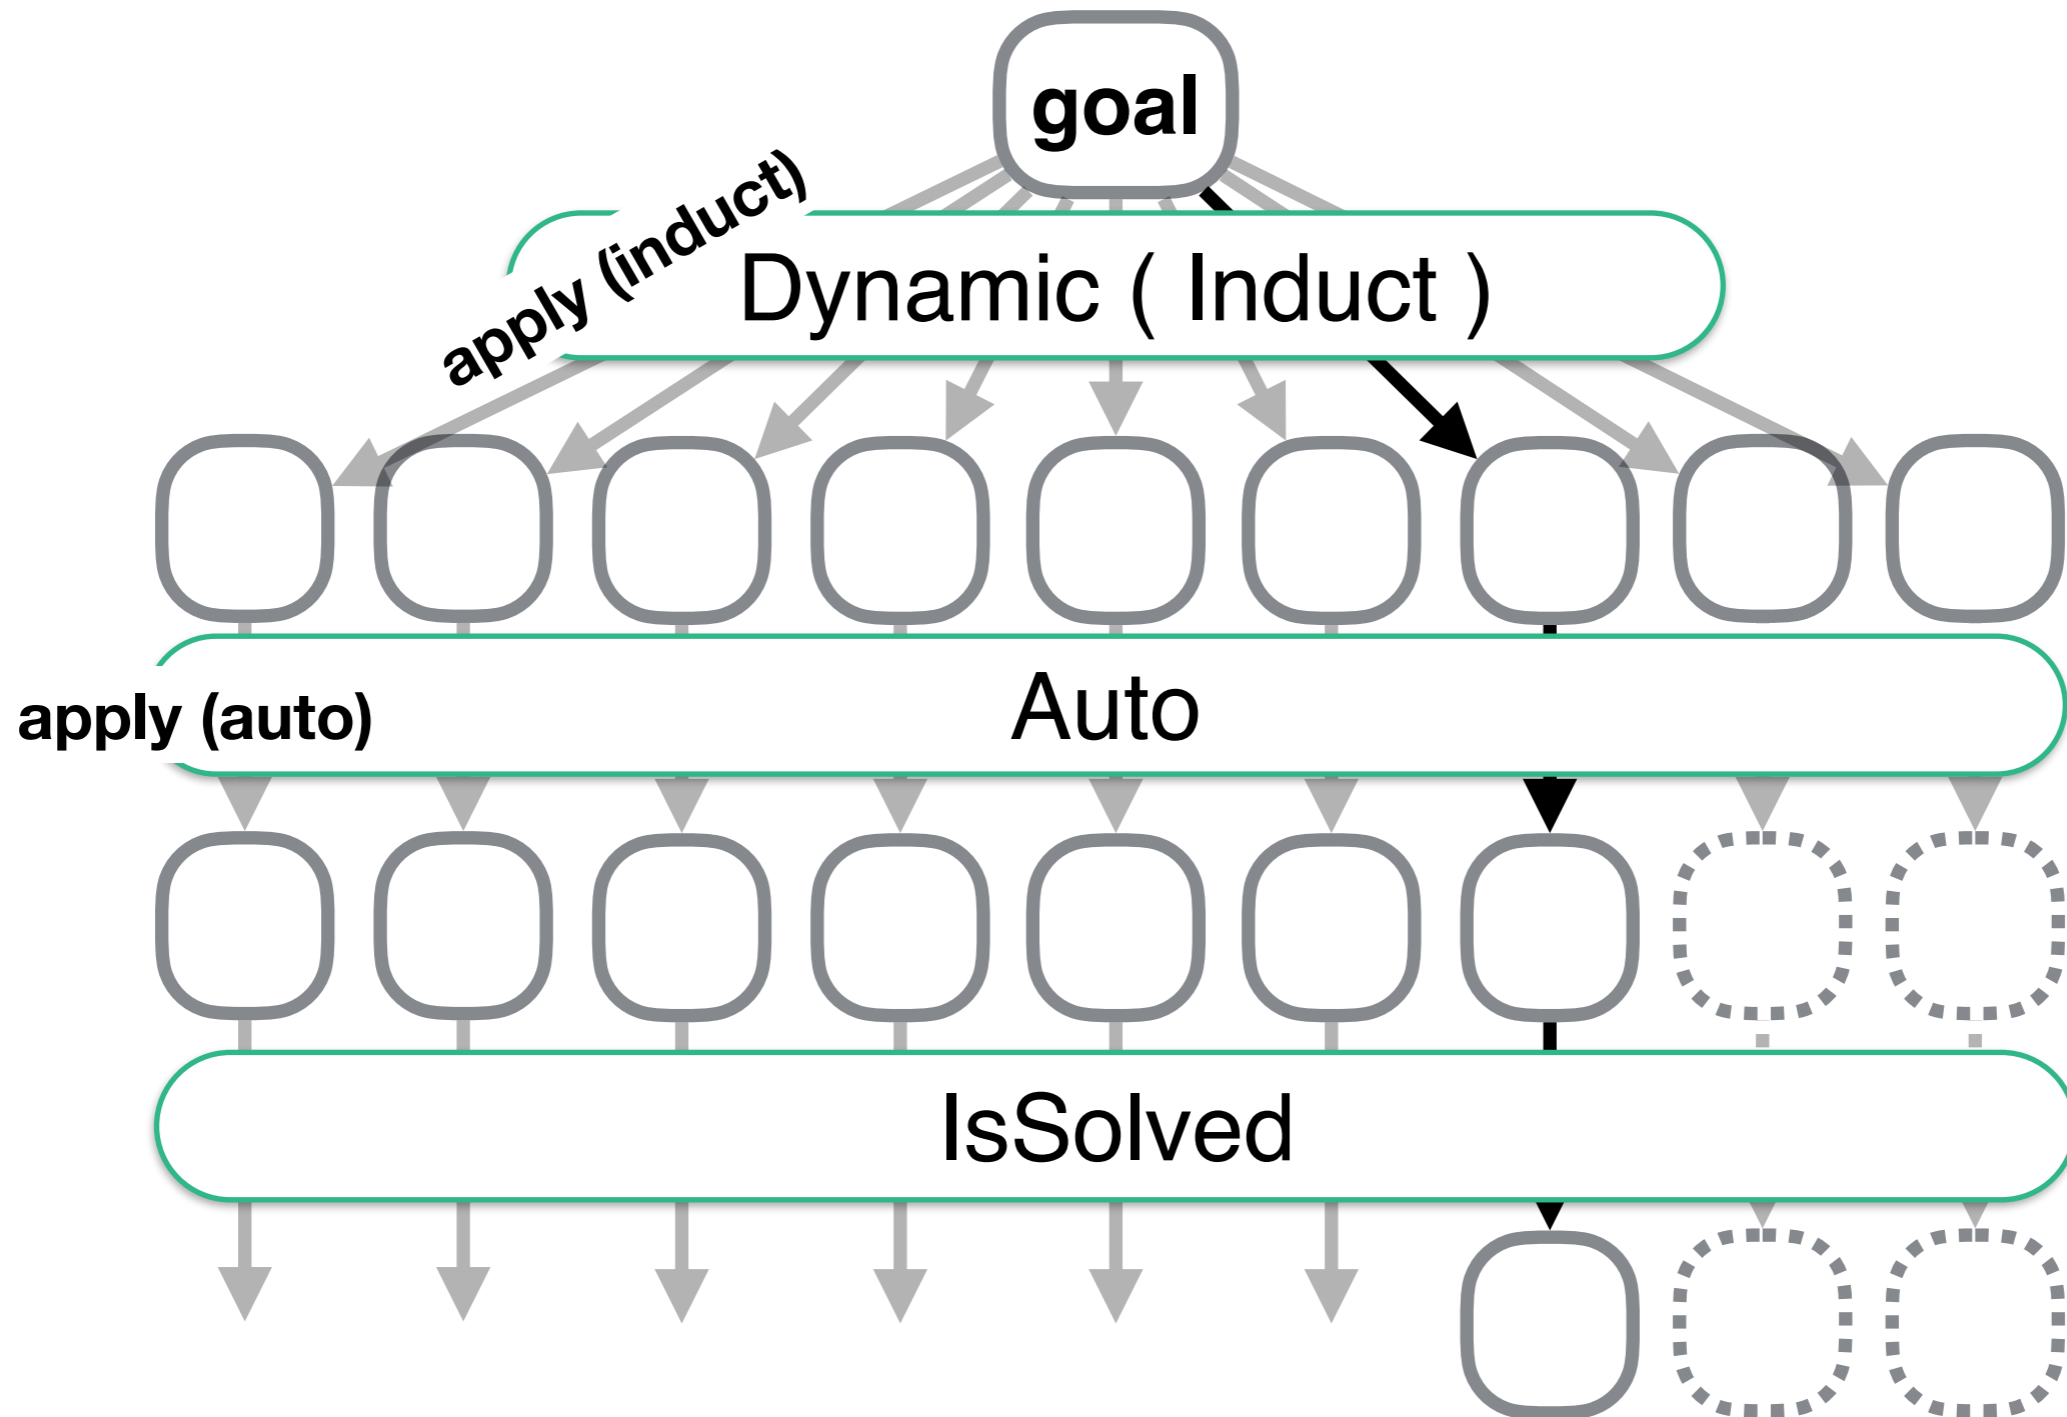 goal
apply (induct)
Dynamic ( Induct )
apply (auto)
Auto
IsSolved